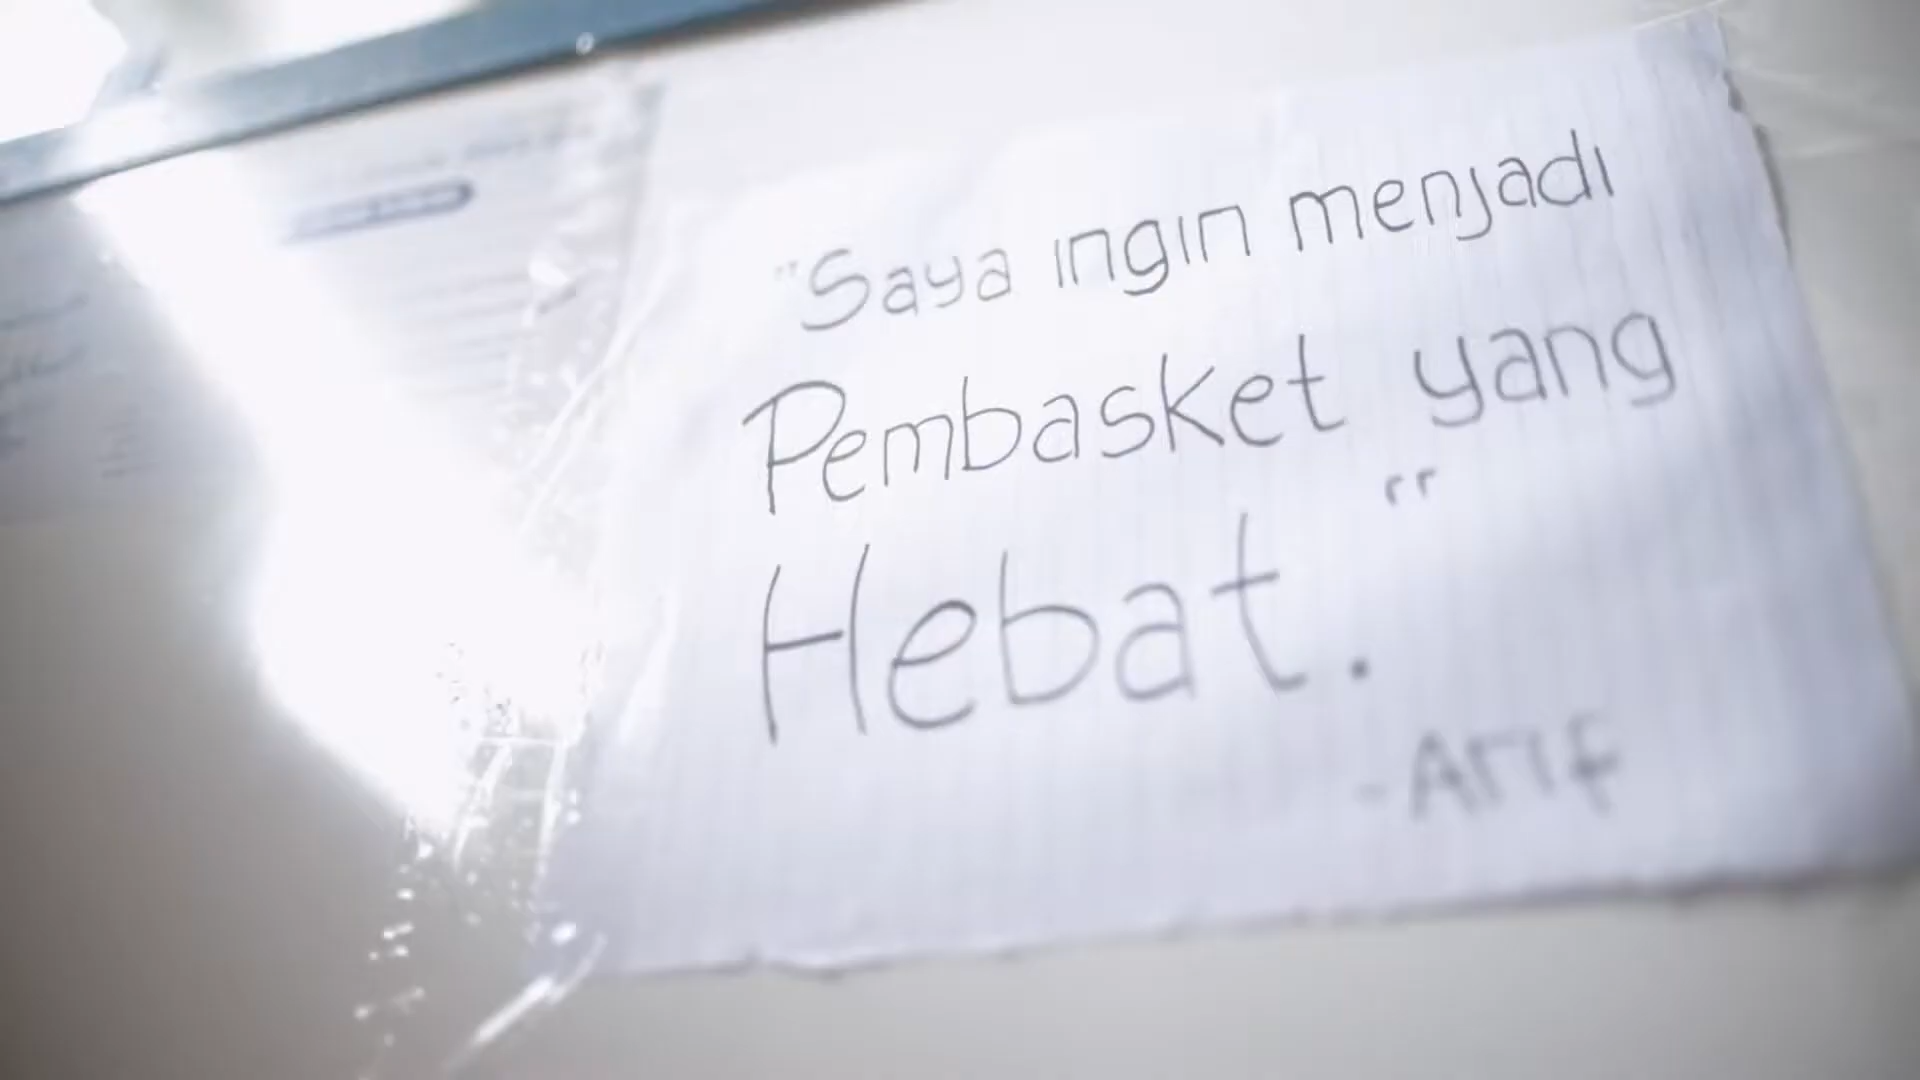 "Saya ingin menjadi
Pembasket yang
Hebat."
- Arif